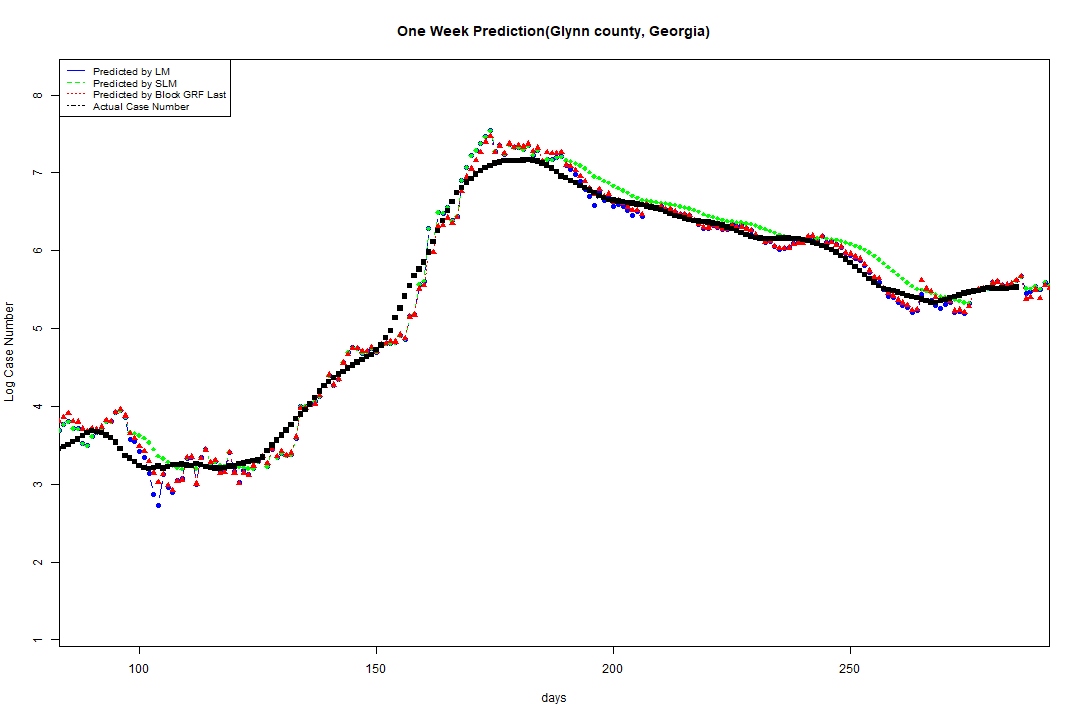 One Week Prediction(Glynn county, Georgia)
Predicted by LM
Predicted by SLM
Predicted by Block GRF Last
Actual Case Number
8
7
6
5
4
3
2
1
Log Case Number
100 150 200 250
days